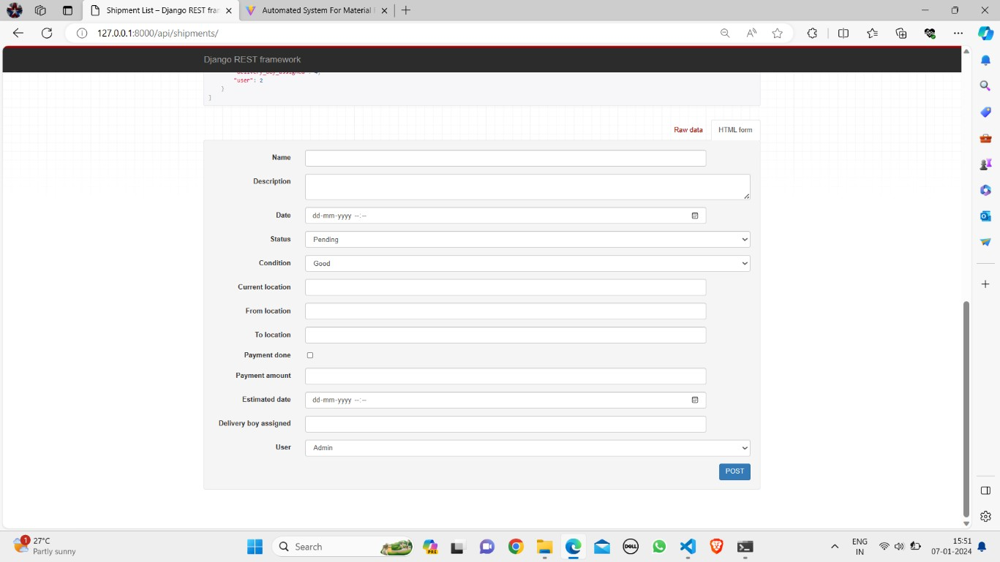 Shipment List – Django REST fran
Automated System For Material
127.0.0.1:8000/api/shipments/
Django REST framework
"delivery_boy_assigned": 4,
"user": 2
}
]
Raw data
HTML form
Name
Description
Date
dd-mm-yyyy --:--
Status
Pending
Condition
Good
Current location
From location
To location
Payment done
Payment amount
Estimated date
dd-mm-yyyy --:--
Delivery boy assigned
User
Admin
POST
1
27°C
Partly sunny
Search
PRE
DELL
ENG
IN
15:51
07-01-2024